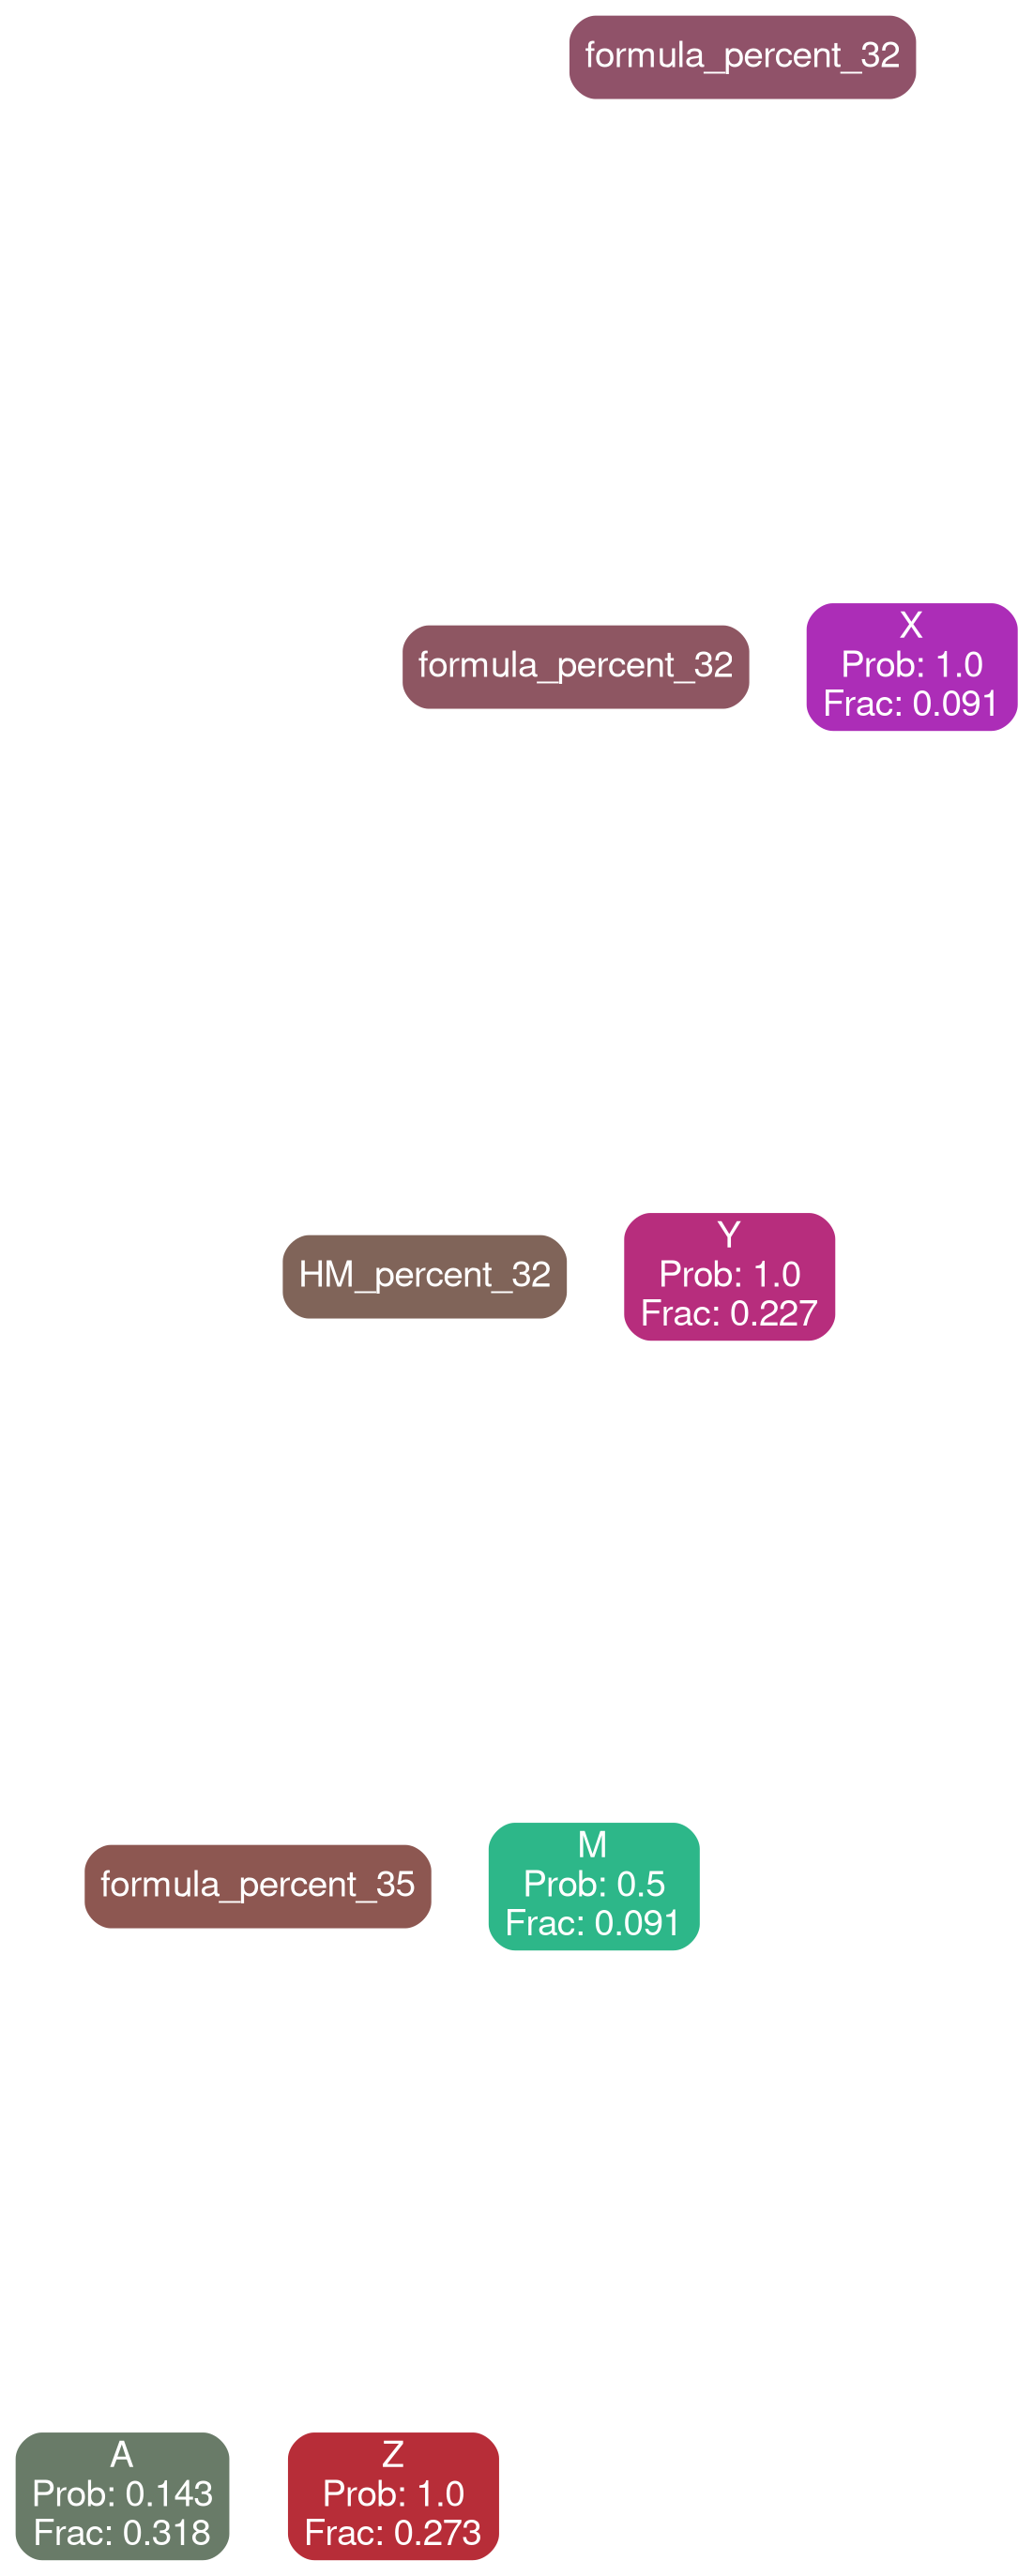 formula_percent_32
formula_percent_32
X
Prob: 1.0
Frac: 0.091
HM_percent_32
Y
Prob: 1.0
Frac: 0.227
formula_percent_35
M
Prob: 0.5
Frac: 0.091
A
Prob: 0.143
Frac: 0.318
Z
Prob: 1.0
Frac: 0.273